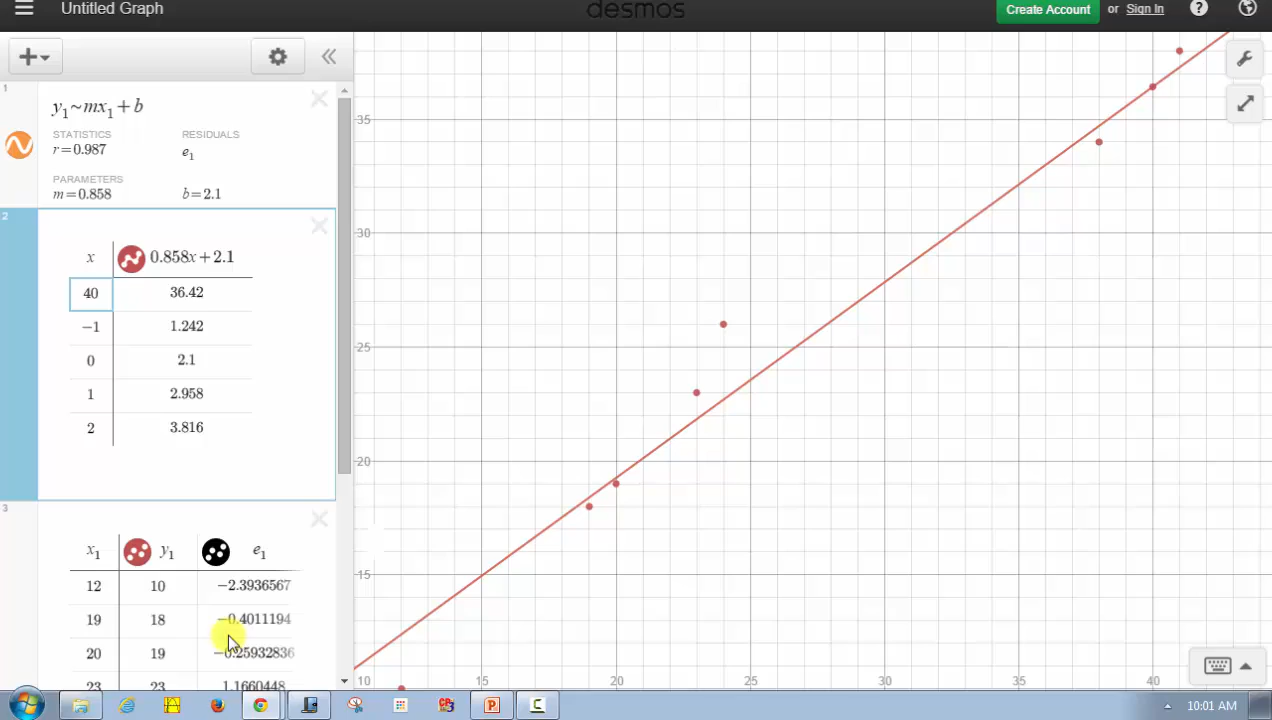 Untitled Graph
desmos
Create Account or Sign In ?
1
y₁~mx₁+b
STATISTICS RESIDUALS
r=0.987 e₁
PARAMETERS
m=0.858 b=2.1
2
x 0.858x+2.1
40 36.42
−1 1.242
0 2.1
1 2.958
2 3.816
3
x₁ y₁ e₁
12 10 −2.3936567
19 18 −0.4011194
20 19 −0.25932836
23 23 1.1660448
35
30
25
20
15
10 15 20 25 30 35 40
10:01 AM